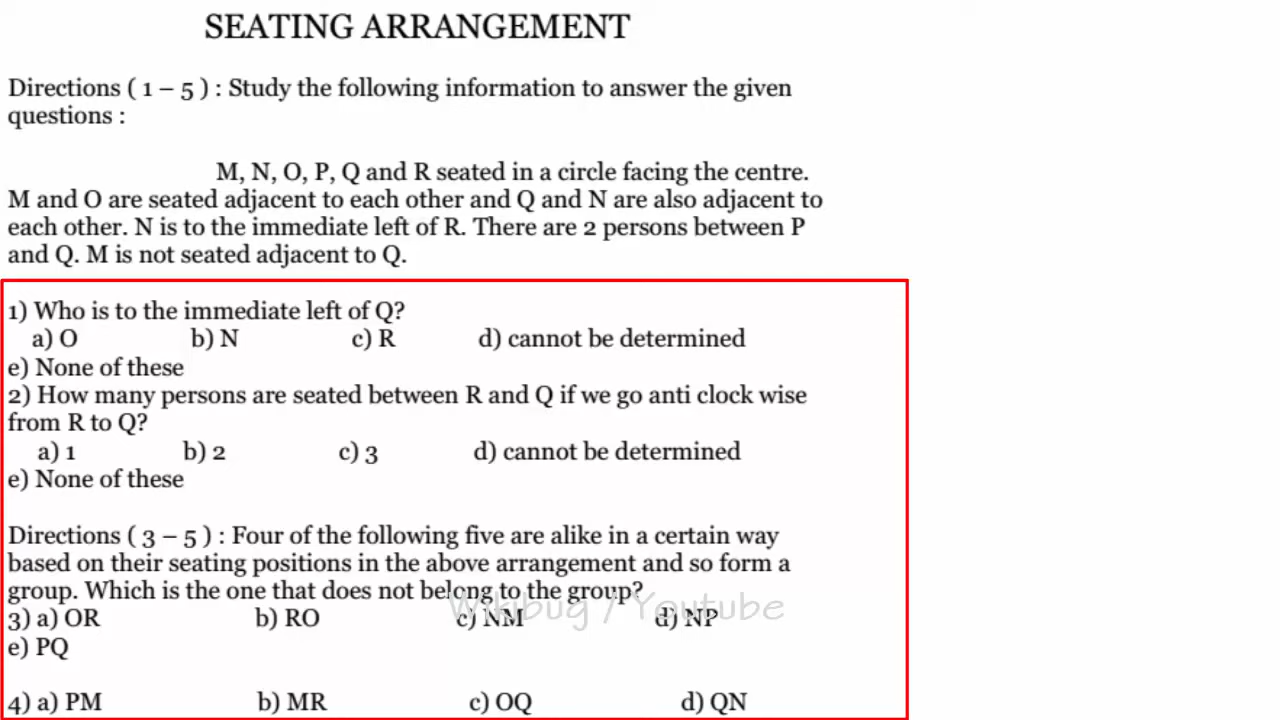 SEATING ARRANGEMENT
Directions ( 1 – 5 ) : Study the following information to answer the given
questions :
M, N, O, P, Q and R seated in a circle facing the centre.
M and O are seated adjacent to each other and Q and N are also adjacent to
each other. N is to the immediate left of R. There are 2 persons between P
and Q. M is not seated adjacent to Q.
1) Who is to the immediate left of Q?
a) O b) N c) R d) cannot be determined
e) None of these
2) How many persons are seated between R and Q if we go anti clock wise
from R to Q?
a) 1 b) 2 c) 3 d) cannot be determined
e) None of these
Directions ( 3 – 5 ) : Four of the following five are alike in a certain way
based on their seating positions in the above arrangement and so form a
group. Which is the one that does not belong to the group?
Wikibug / Youtube
3) a) OR b) RO c) NM d) NP
e) PQ
4) a) PM b) MR c) OQ d) QN